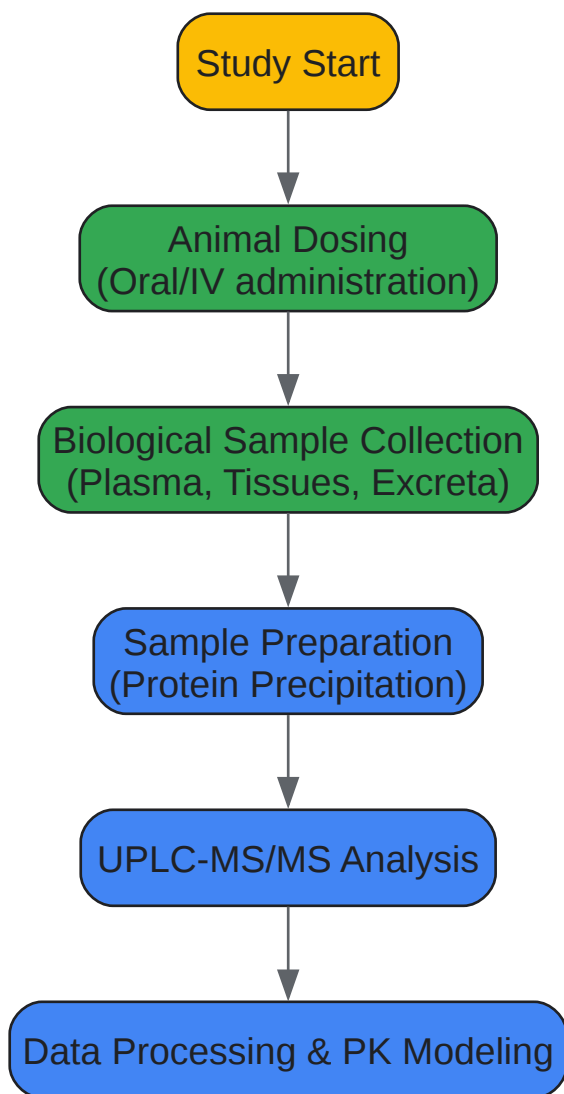 Study Start
Animal Dosing
(Oral/IV administration)
Biological Sample Collection
(Plasma, Tissues, Excreta)
Sample Preparation
(Protein Precipitation)
UPLC-MS/MS Analysis
Data Processing & PK Modeling